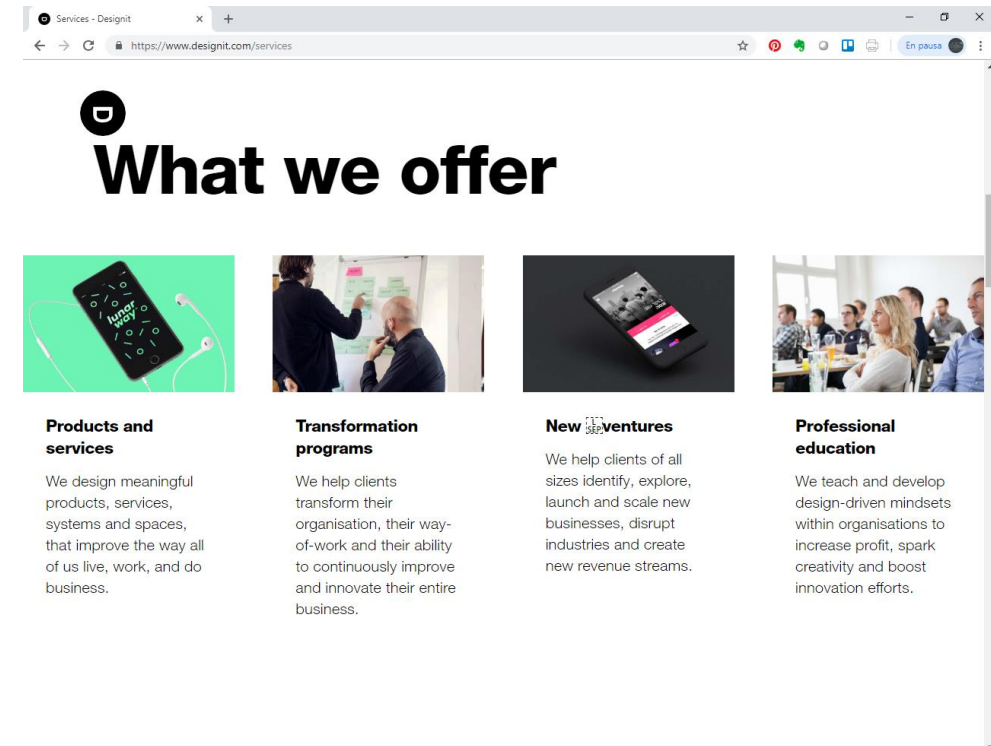 Services - Designit
https://www.designit.com/services
En pausa
What we offer
lunar
way
Products and
services
We design meaningful
products, services,
systems and spaces,
that improve the way all
of us live, work, and do
business.
Transformation
programs
We help clients
transform their
organisation, their way-
of-work and their ability
to continuously improve
and innovate their entire
business.
New L SEP ventures
We help clients of all
sizes identify, explore,
launch and scale new
businesses, disrupt
industries and create
new revenue streams.
Professional
education
We teach and develop
design-driven mindsets
within organisations to
increase profit, spark
creativity and boost
innovation efforts.